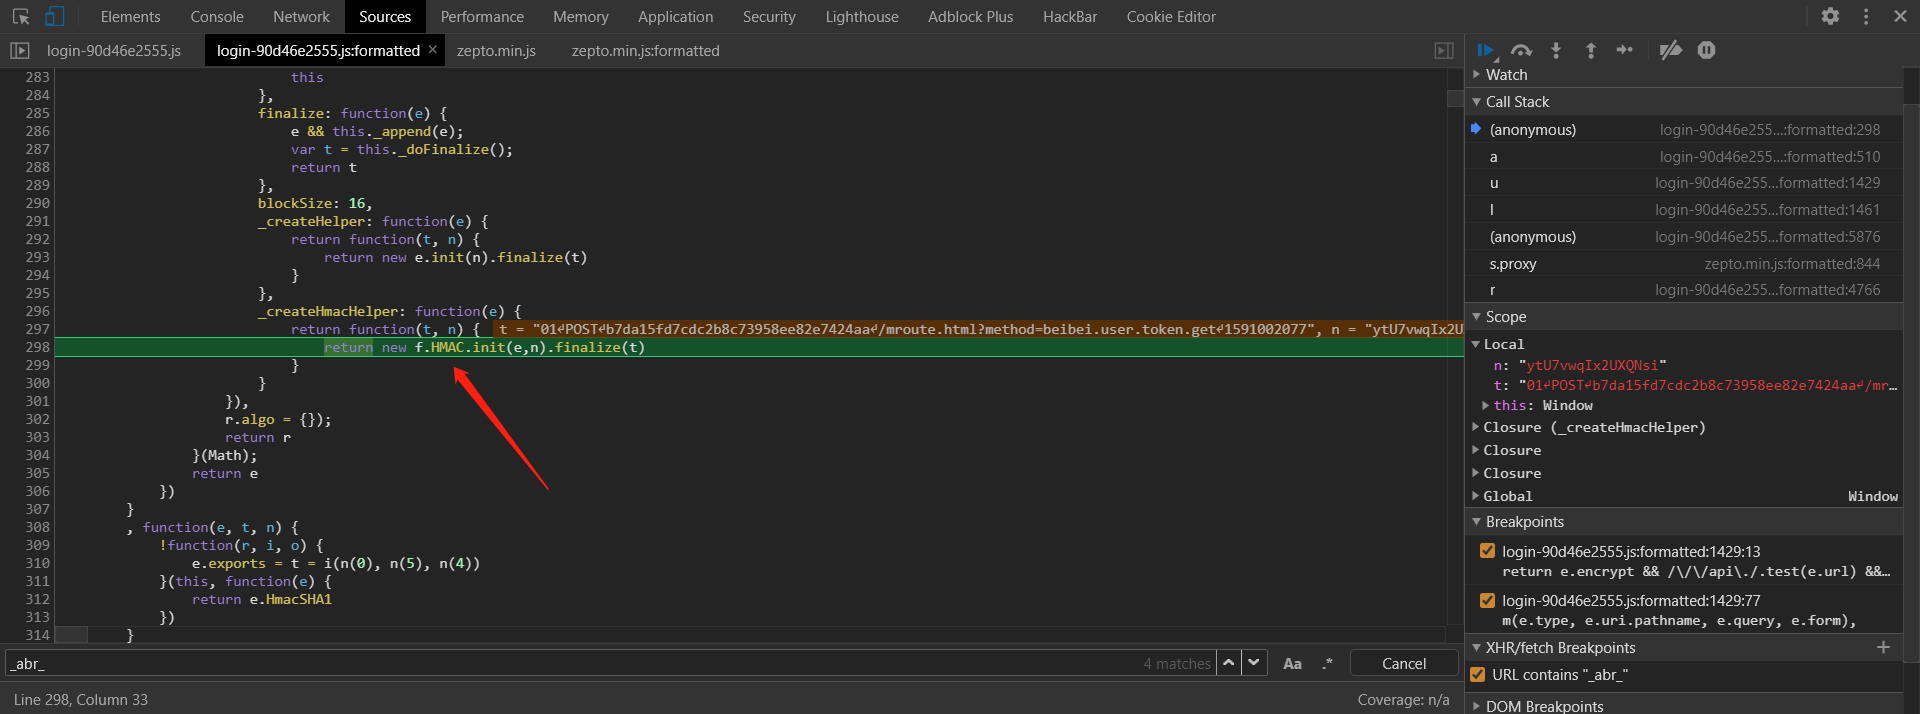 Elements Console Network Sources Performance Memory Application Security Lighthouse Adblock Plus HackBar Cookie Editor
login-90d46e2555.js login-90d46e2555.js:formatted × zepto.min.js zepto.min.js:formatted
283 this
284 },
285 finalize: function(e) {
286 e && this._append(e);
287 var t = this._doFinalize();
288 return t
289 },
290 blockSize: 16,
291 _createHelper: function(e) {
292 return function(t, n) {
293 return new e.init(n).finalize(t)
294 }
295 },
296 _createHmacHelper: function(e) {
297 return function(t, n) { t = "01↵POST↵b7da15fd7cdc2b8c73958ee82e7424aa↵/mroute.html?method=beibei.user.token.get↵1591002077", n = "ytU7vwqIx2U
298 return new f.HMAC.init(e,n).finalize(t)
299 }
300 }
301 }),
302 r.algo = {});
303 return r
304 }(Math);
305 return e
306 })
307 }
308 , function(e, t, n) {
309 !function(r, i, o) {
310 e.exports = t = i(n(0), n(5), n(4))
311 }(this, function(e) {
312 return e.HmacSHA1
313 })
314 }
_abr_ 4 matches Aa .* Cancel
Line 298, Column 33 Coverage: n/a
Watch
Call Stack
(anonymous) login-90d46e255...:formatted:298
a login-90d46e255...:formatted:510
u login-90d46e255...formatted:1429
l login-90d46e255...formatted:1461
(anonymous) login-90d46e255...formatted:5876
s.proxy zepto.min.js:formatted:844
r login-90d46e255...formatted:4766
Scope
Local
n: "ytU7vwqIx2UXQNsi"
t: "01↵POST↵b7da15fd7cdc2b8c73958ee82e7424aa↵/mr...
this: Window
Closure (_createHmacHelper)
Closure
Closure
Global Window
Breakpoints
login-90d46e2555.js:formatted:1429:13
return e.encrypt && /\/\/api\./.test(e.url) &&...
login-90d46e2555.js:formatted:1429:77
m(e.type, e.uri.pathname, e.query, e.form),
XHR/fetch Breakpoints +
URL contains "_abr_"
DOM Breakpoints